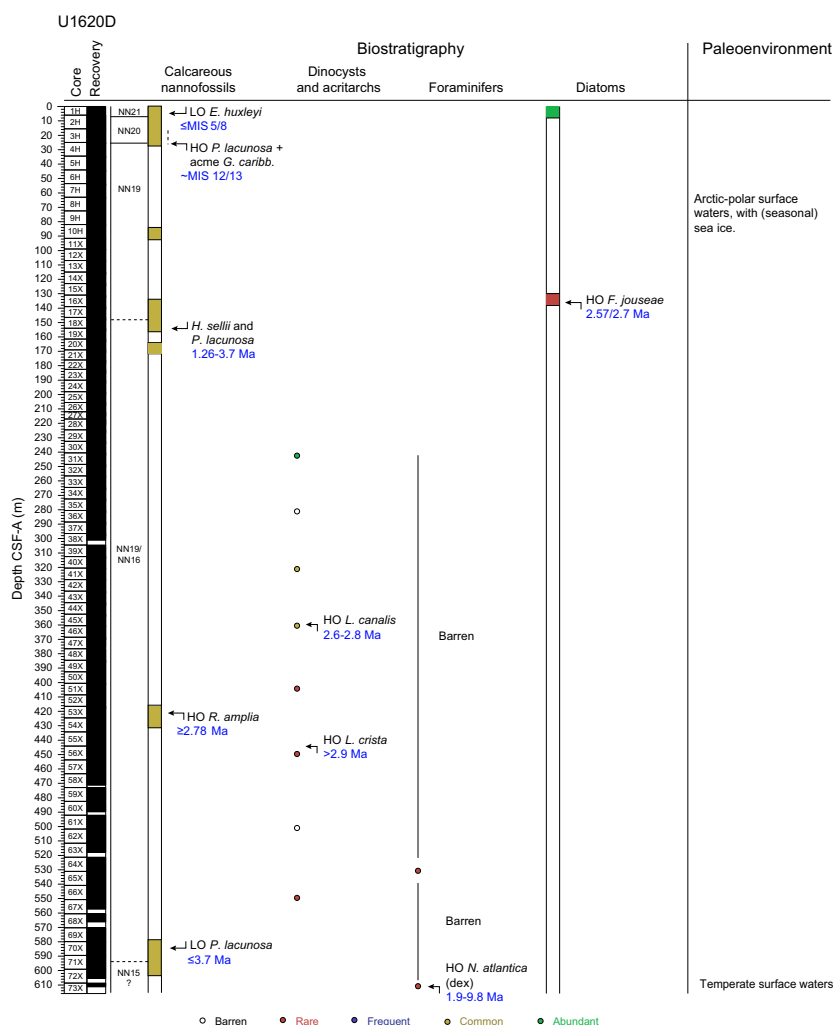 U1620D
Biostratigraphy
Paleoenvironment
Core
Recovery
Calcareous
nannofossils
Dinocysts
and acritarchs
Foraminifers
Diatoms
Depth CSF-A (m)
0
10
20
30
40
50
60
70
80
90
100
110
120
130
140
150
160
170
180
190
200
210
220
230
240
250
260
270
280
290
300
310
320
330
340
350
360
370
380
390
400
410
420
430
440
450
460
470
480
490
500
510
520
530
540
550
560
570
580
590
600
610
1H
2H
3H
4H
5H
6H
7H
8H
9H
10H
11X
12X
13X
14X
15X
16X
17X
18X
19X
20X
21X
22X
23X
24X
25X
26X
27X
28X
29X
30X
31X
32X
33X
34X
35X
36X
37X
38X
39X
40X
41X
42X
43X
44X
45X
46X
47X
48X
49X
50X
51X
52X
53X
54X
55X
56X
57X
58X
59X
60X
61X
62X
63X
64X
65X
66X
67X
68X
69X
70X
71X
72X
73X
NN21
NN20
NN19
NN19/
NN16
NN15
?
LO E. huxleyi
≤MIS 5/8
HO P. lacunosa +
acme G. caribb.
~MIS 12/13
H. sellii and
P. lacunosa
1.26-3.7 Ma
HO R. amplia
≥2.78 Ma
LO P. lacunosa
≤3.7 Ma
HO L. canalis
2.6-2.8 Ma
HO L. crista
>2.9 Ma
Barren
Barren
HO N. atlantica
(dex)
1.9-9.8 Ma
HO F. jouseae
2.57/2.7 Ma
Arctic-polar surface
waters, with (seasonal)
sea ice.
Temperate surface waters
Barren Rare Frequent Common Abundant